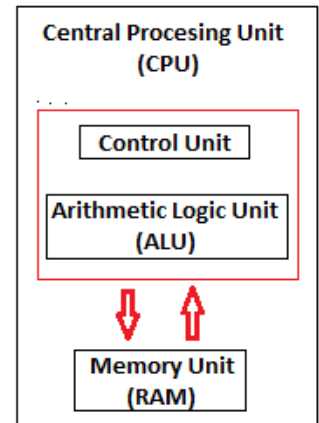 Central Procesing Unit
(CPU)
. . .
Control Unit
Arithmetic Logic Unit
(ALU)
Memory Unit
(RAM)